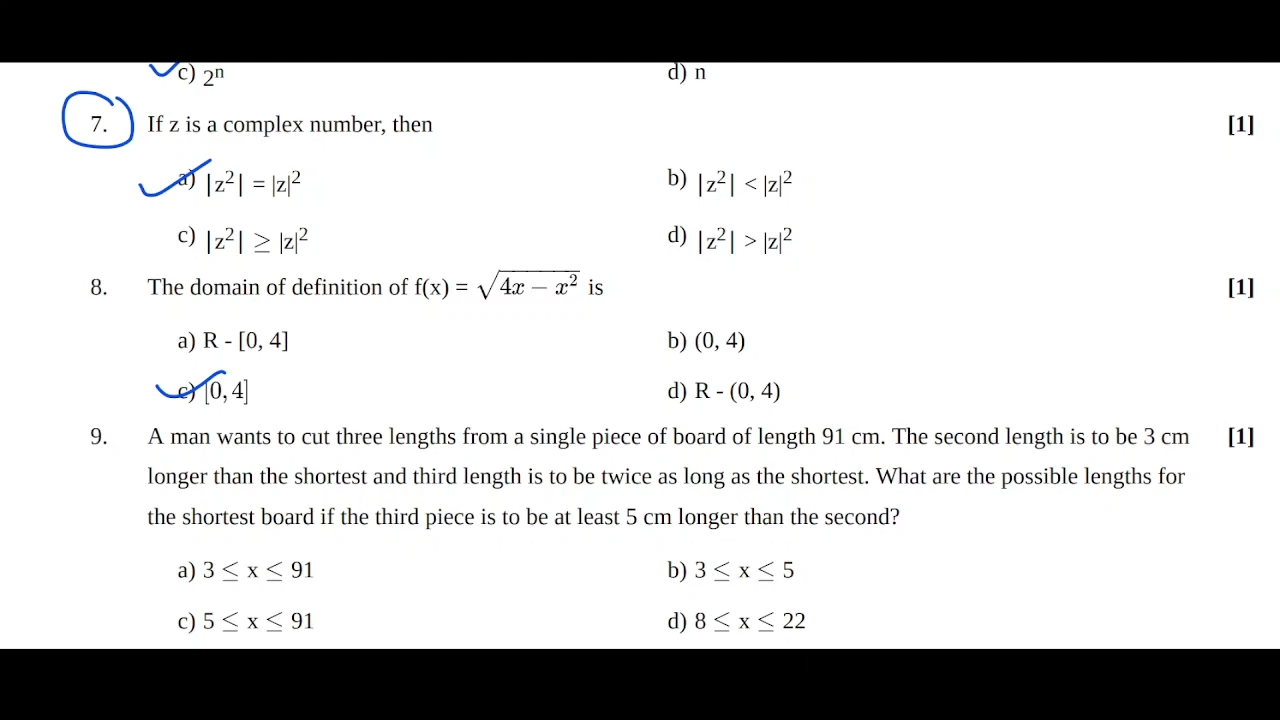 c) 2ⁿ d) n
7. If z is a complex number, then [1]
a) |z²| = |z|² b) |z²| < |z|²
c) |z²| ≥ |z|² d) |z²| > |z|²
8. The domain of definition of f(x) = √(4x − x²) is [1]
a) R - [0, 4] b) (0, 4)
c) [0, 4] d) R - (0, 4)
9. A man wants to cut three lengths from a single piece of board of length 91 cm. The second length is to be 3 cm [1]
longer than the shortest and third length is to be twice as long as the shortest. What are the possible lengths for
the shortest board if the third piece is to be at least 5 cm longer than the second?
a) 3 ≤ x ≤ 91 b) 3 ≤ x ≤ 5
c) 5 ≤ x ≤ 91 d) 8 ≤ x ≤ 22